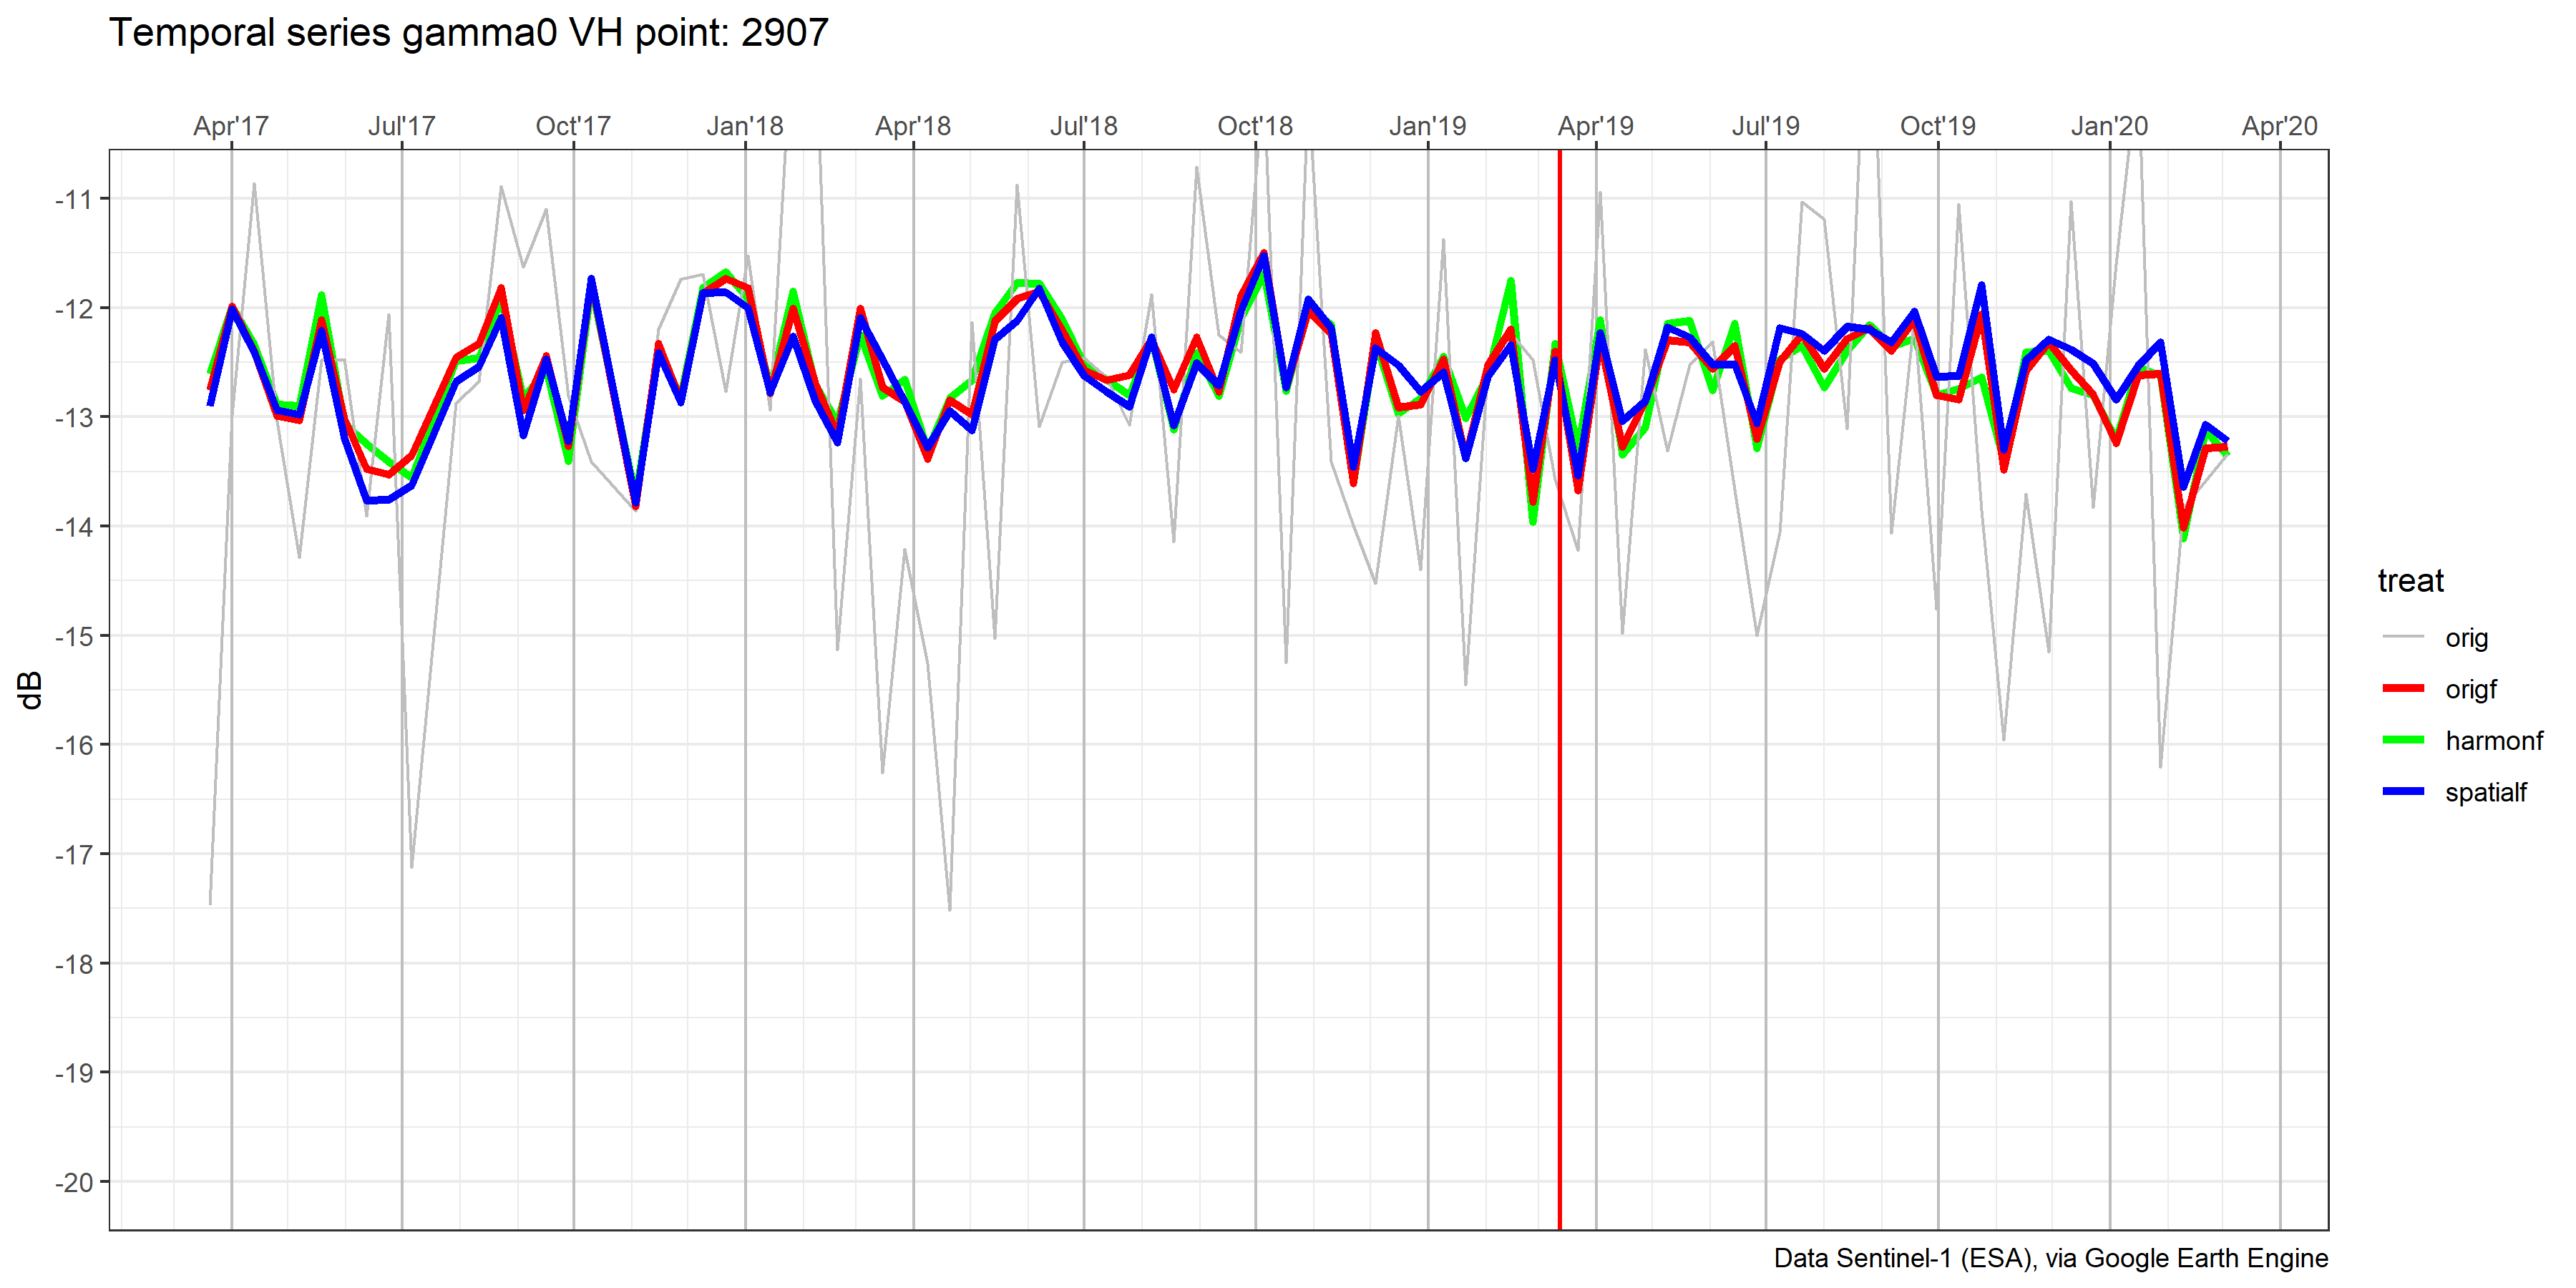 Temporal series gamma0 VH point: 2907
Apr'17 Jul'17 Oct'17 Jan'18 Apr'18 Jul'18 Oct'18 Jan'19 Apr'19 Jul'19 Oct'19 Jan'20 Apr'20
-11
-12
-13
-14
-15
-16
-17
-18
-19
-20
dB
treat
orig
origf
harmonf
spatialf
Data Sentinel-1 (ESA), via Google Earth Engine